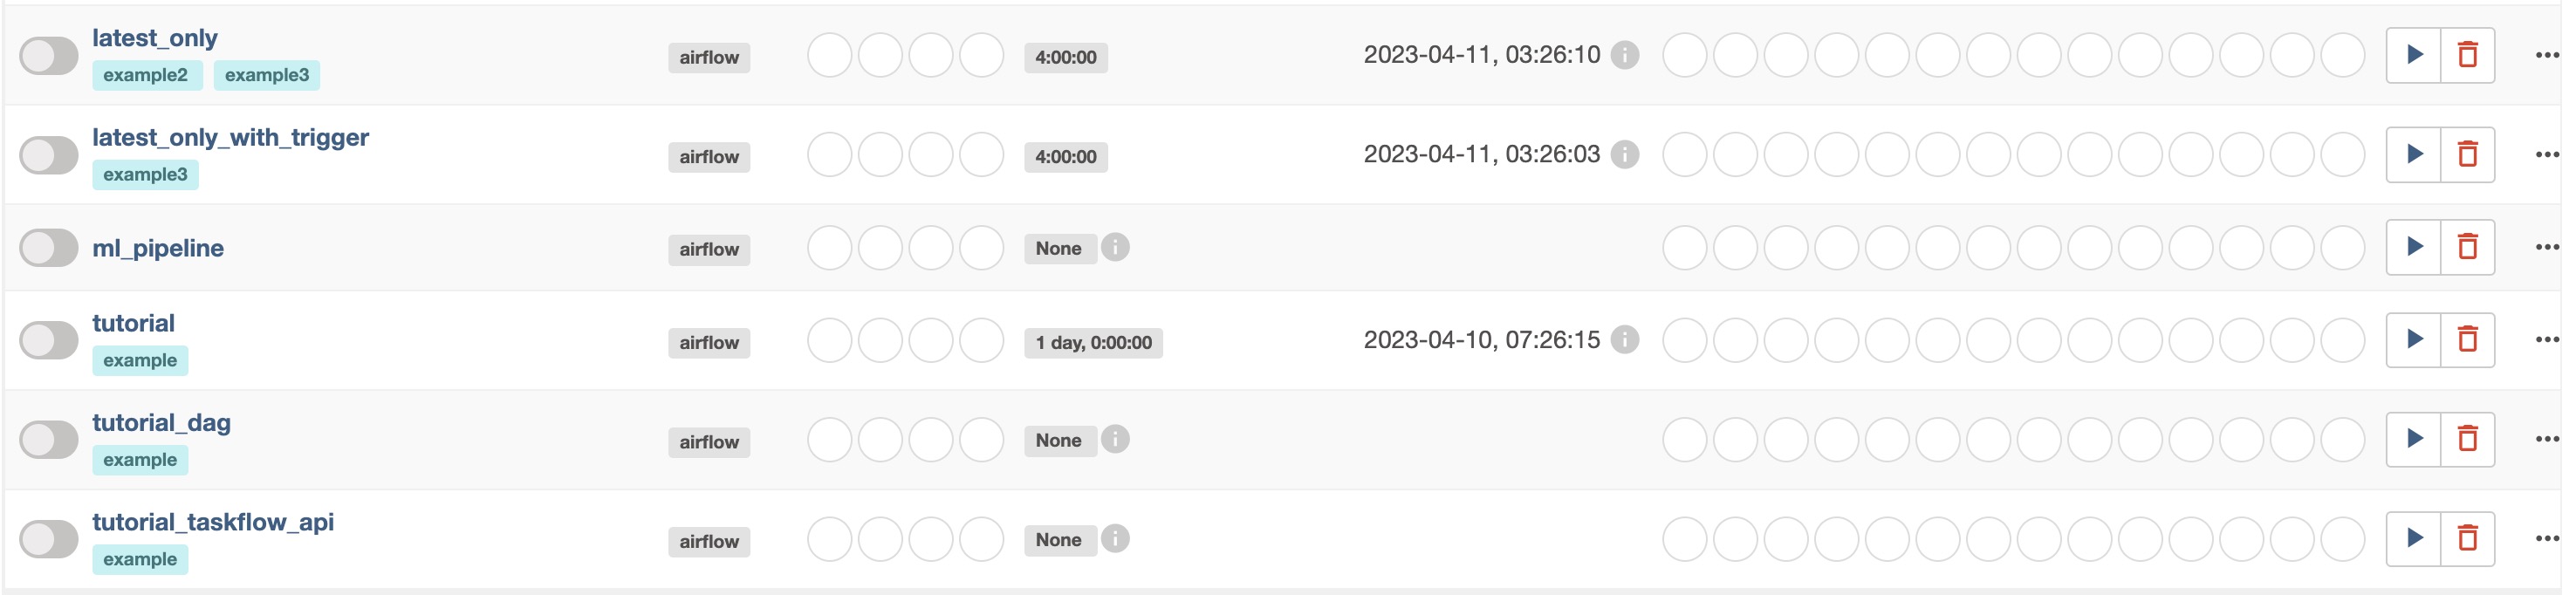 latest_only
example2 example3
airflow
4:00:00
2023-04-11, 03:26:10
latest_only_with_trigger
example3
airflow
4:00:00
2023-04-11, 03:26:03
ml_pipeline
airflow
None
tutorial
example
airflow
1 day, 0:00:00
2023-04-10, 07:26:15
tutorial_dag
example
airflow
None
tutorial_taskflow_api
example
airflow
None